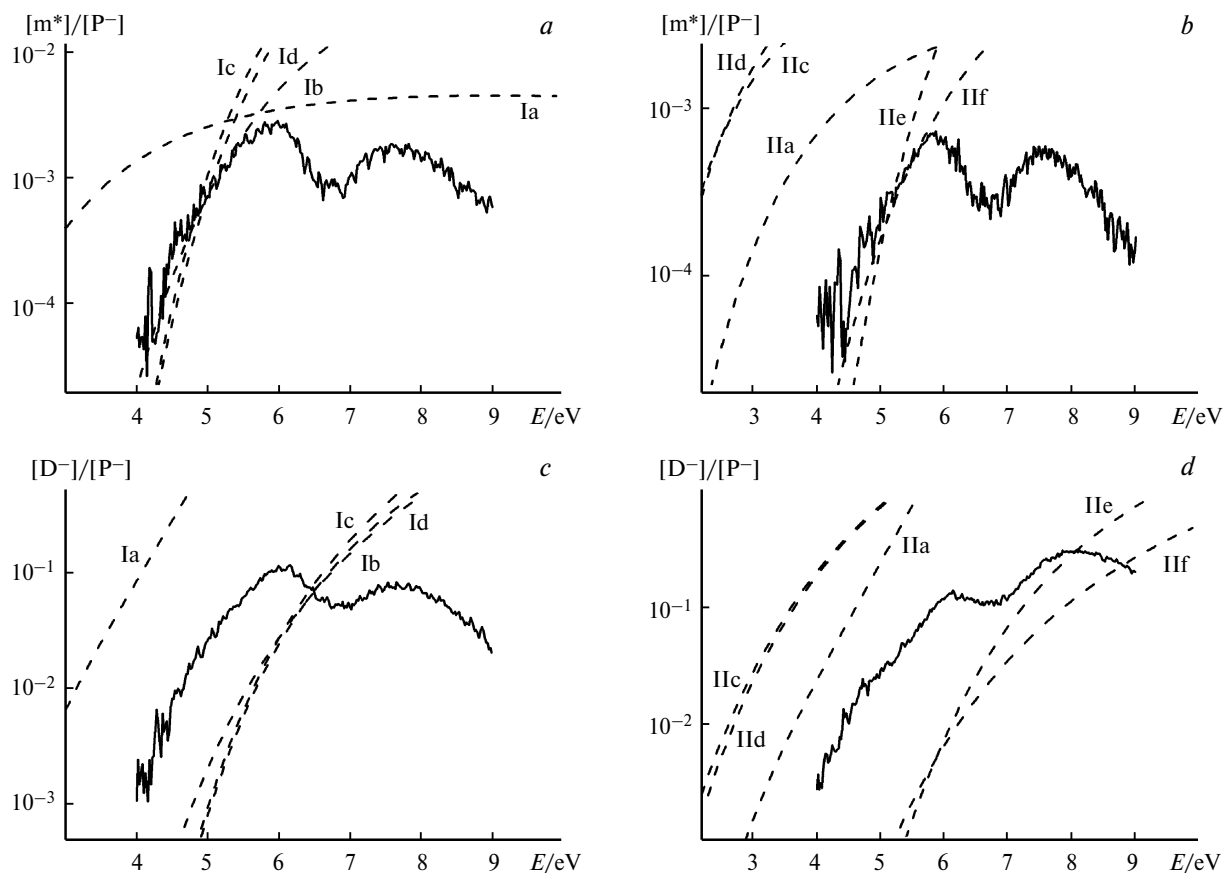 [m*]/[P−] a
10−2
10−3
10−4
Ic
Id
Ib
Ia
4 5 6 7 8 9 E/eV
[m*]/[P−] b
10−3
10−4
IId
IIc
IIa
IIe
IIf
3 4 5 6 7 8 9 E/eV
[D−]/[P−] c
10−1
10−2
10−3
Ia
Ic
Id
Ib
4 5 6 7 8 9 E/eV
[D−]/[P−] d
10−1
10−2
IIc
IId
IIa
IIe
IIf
3 4 5 6 7 8 9 E/eV